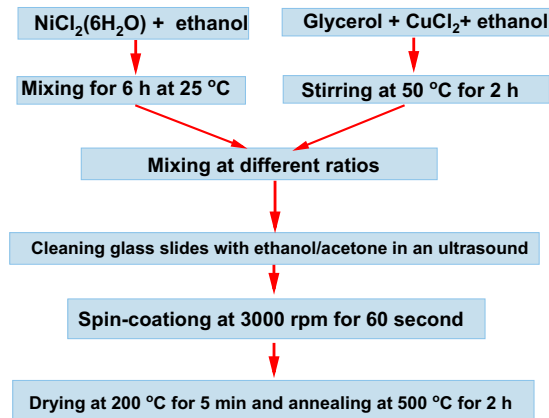 NiCl₂(6H₂O) + ethanol
Glycerol + CuCl₂+ ethanol
Mixing for 6 h at 25 °C
Stirring at 50 °C for 2 h
Mixing at different ratios
Cleaning glass slides with ethanol/acetone in an ultrasound
Spin-coationg at 3000 rpm for 60 second
Drying at 200 °C for 5 min and annealing at 500 °C for 2 h